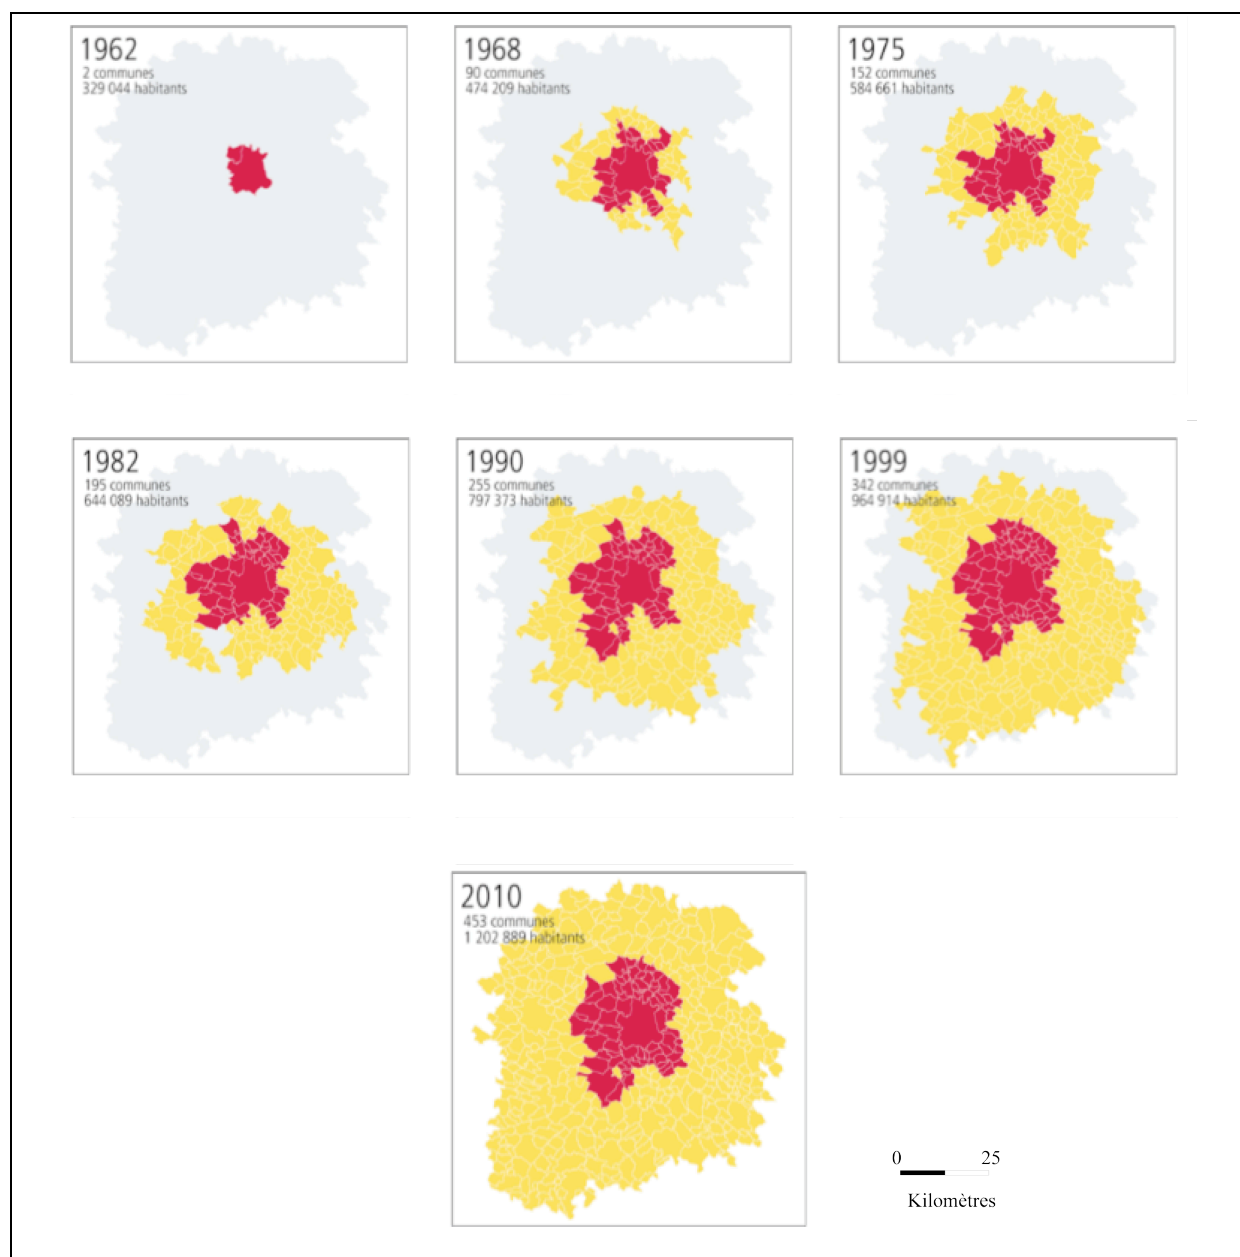 1962
2 communes
329 044 habitants
1968
90 communes
474 209 habitants
1975
152 communes
584 661 habitants
1982
195 communes
644 089 habitants
1990
255 communes
797 373 habitants
1999
342 communes
964 914 habitants
2010
453 communes
1 202 889 habitants
0 25
Kilomètres